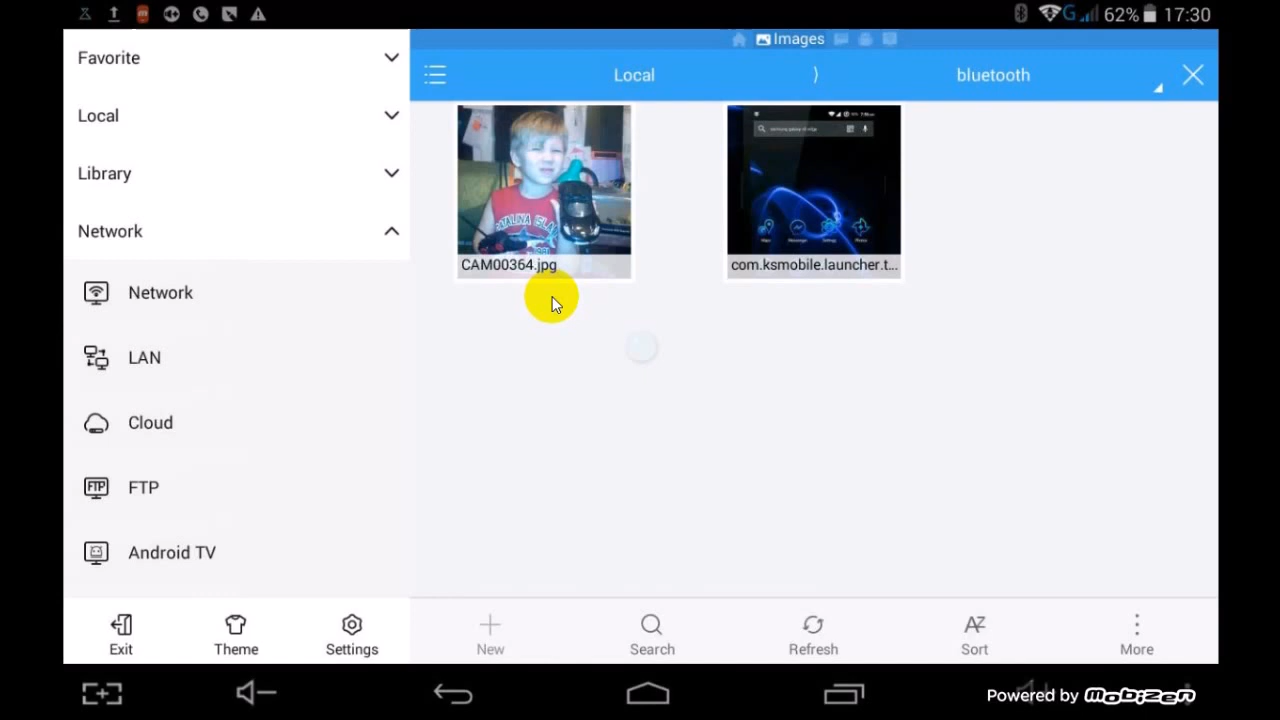 62% 17:30
Images
Favorite
Local
Library
Network
Network
LAN
Cloud
FTP
Android TV
Exit
Theme
Settings
Local
bluetooth
CAM00364.jpg
com.ksmobile.launcher.t...
New
Search
Refresh
Sort
More
Powered by Mobizen